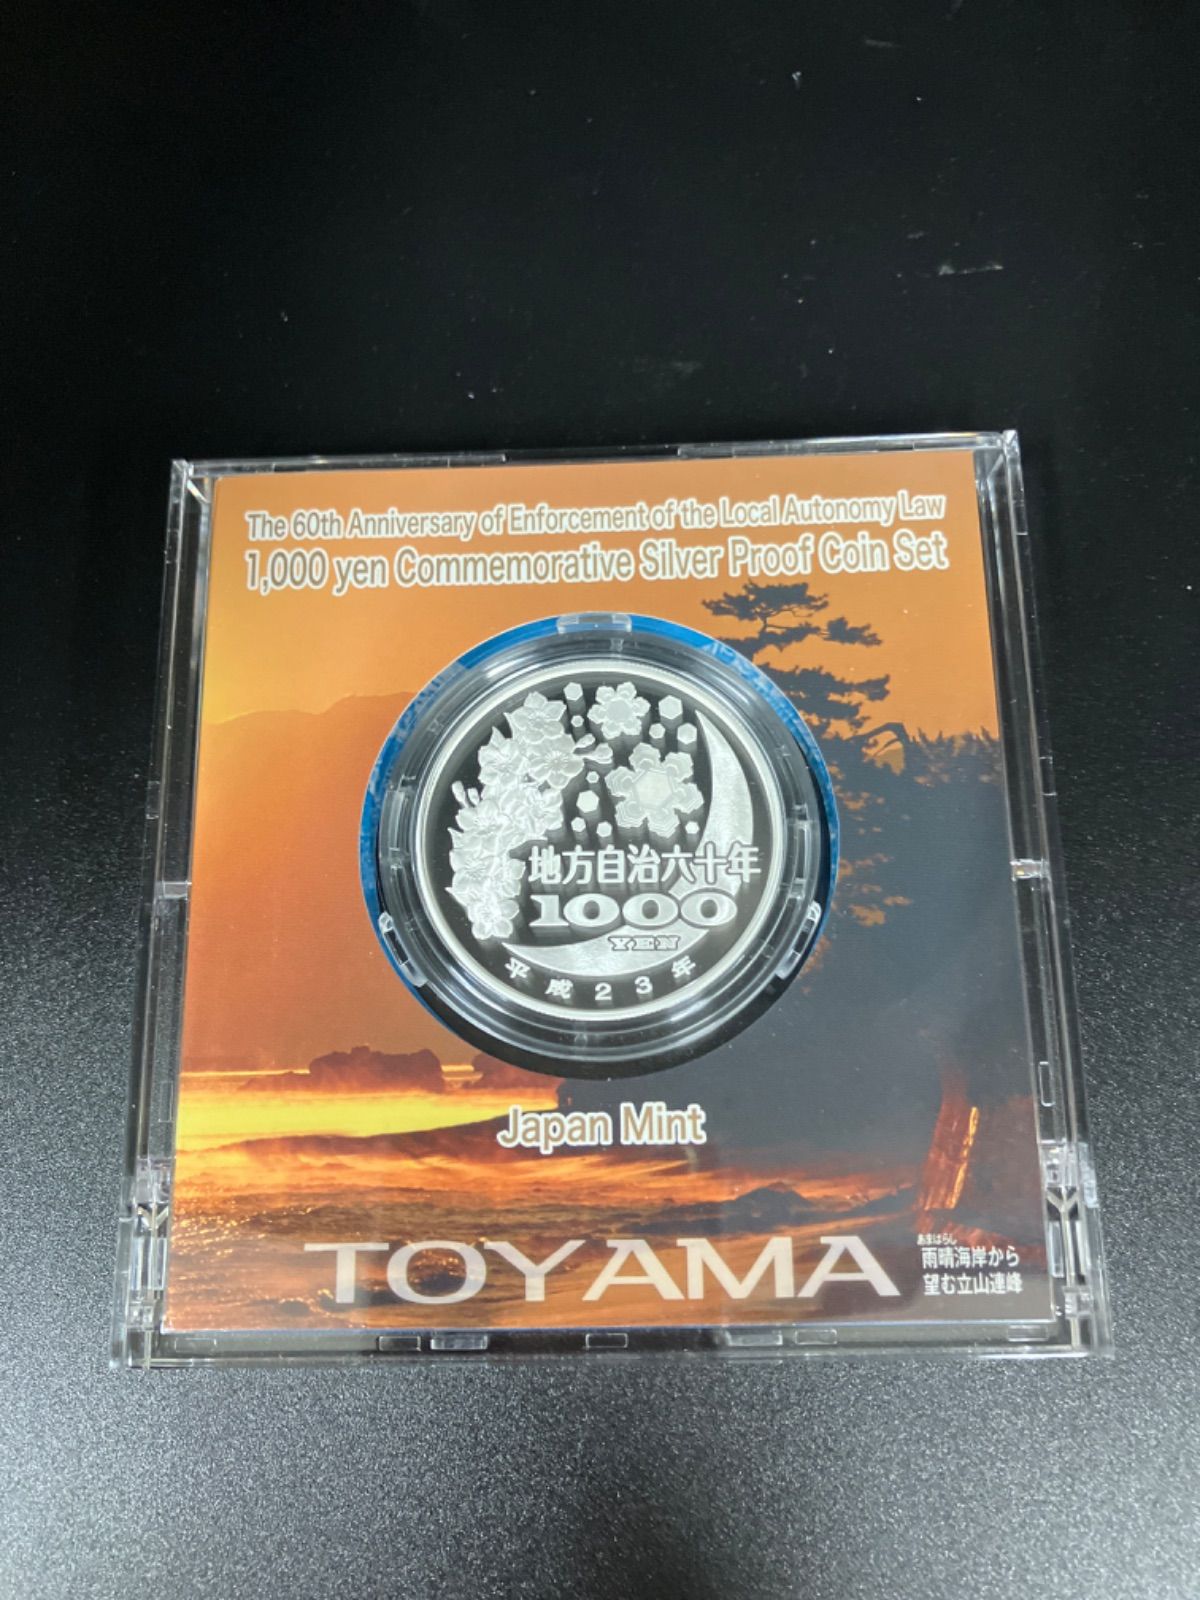 The 60th Anniversary of Enforcement of the Local Autonomy Law
1,000 yen Commemorative Silver Proof Coin Set
地方自治六十年
1000
YEN
平成23年
Japan Mint
TOYAMA
あまはらし
雨晴海岸から
望む立山連峰